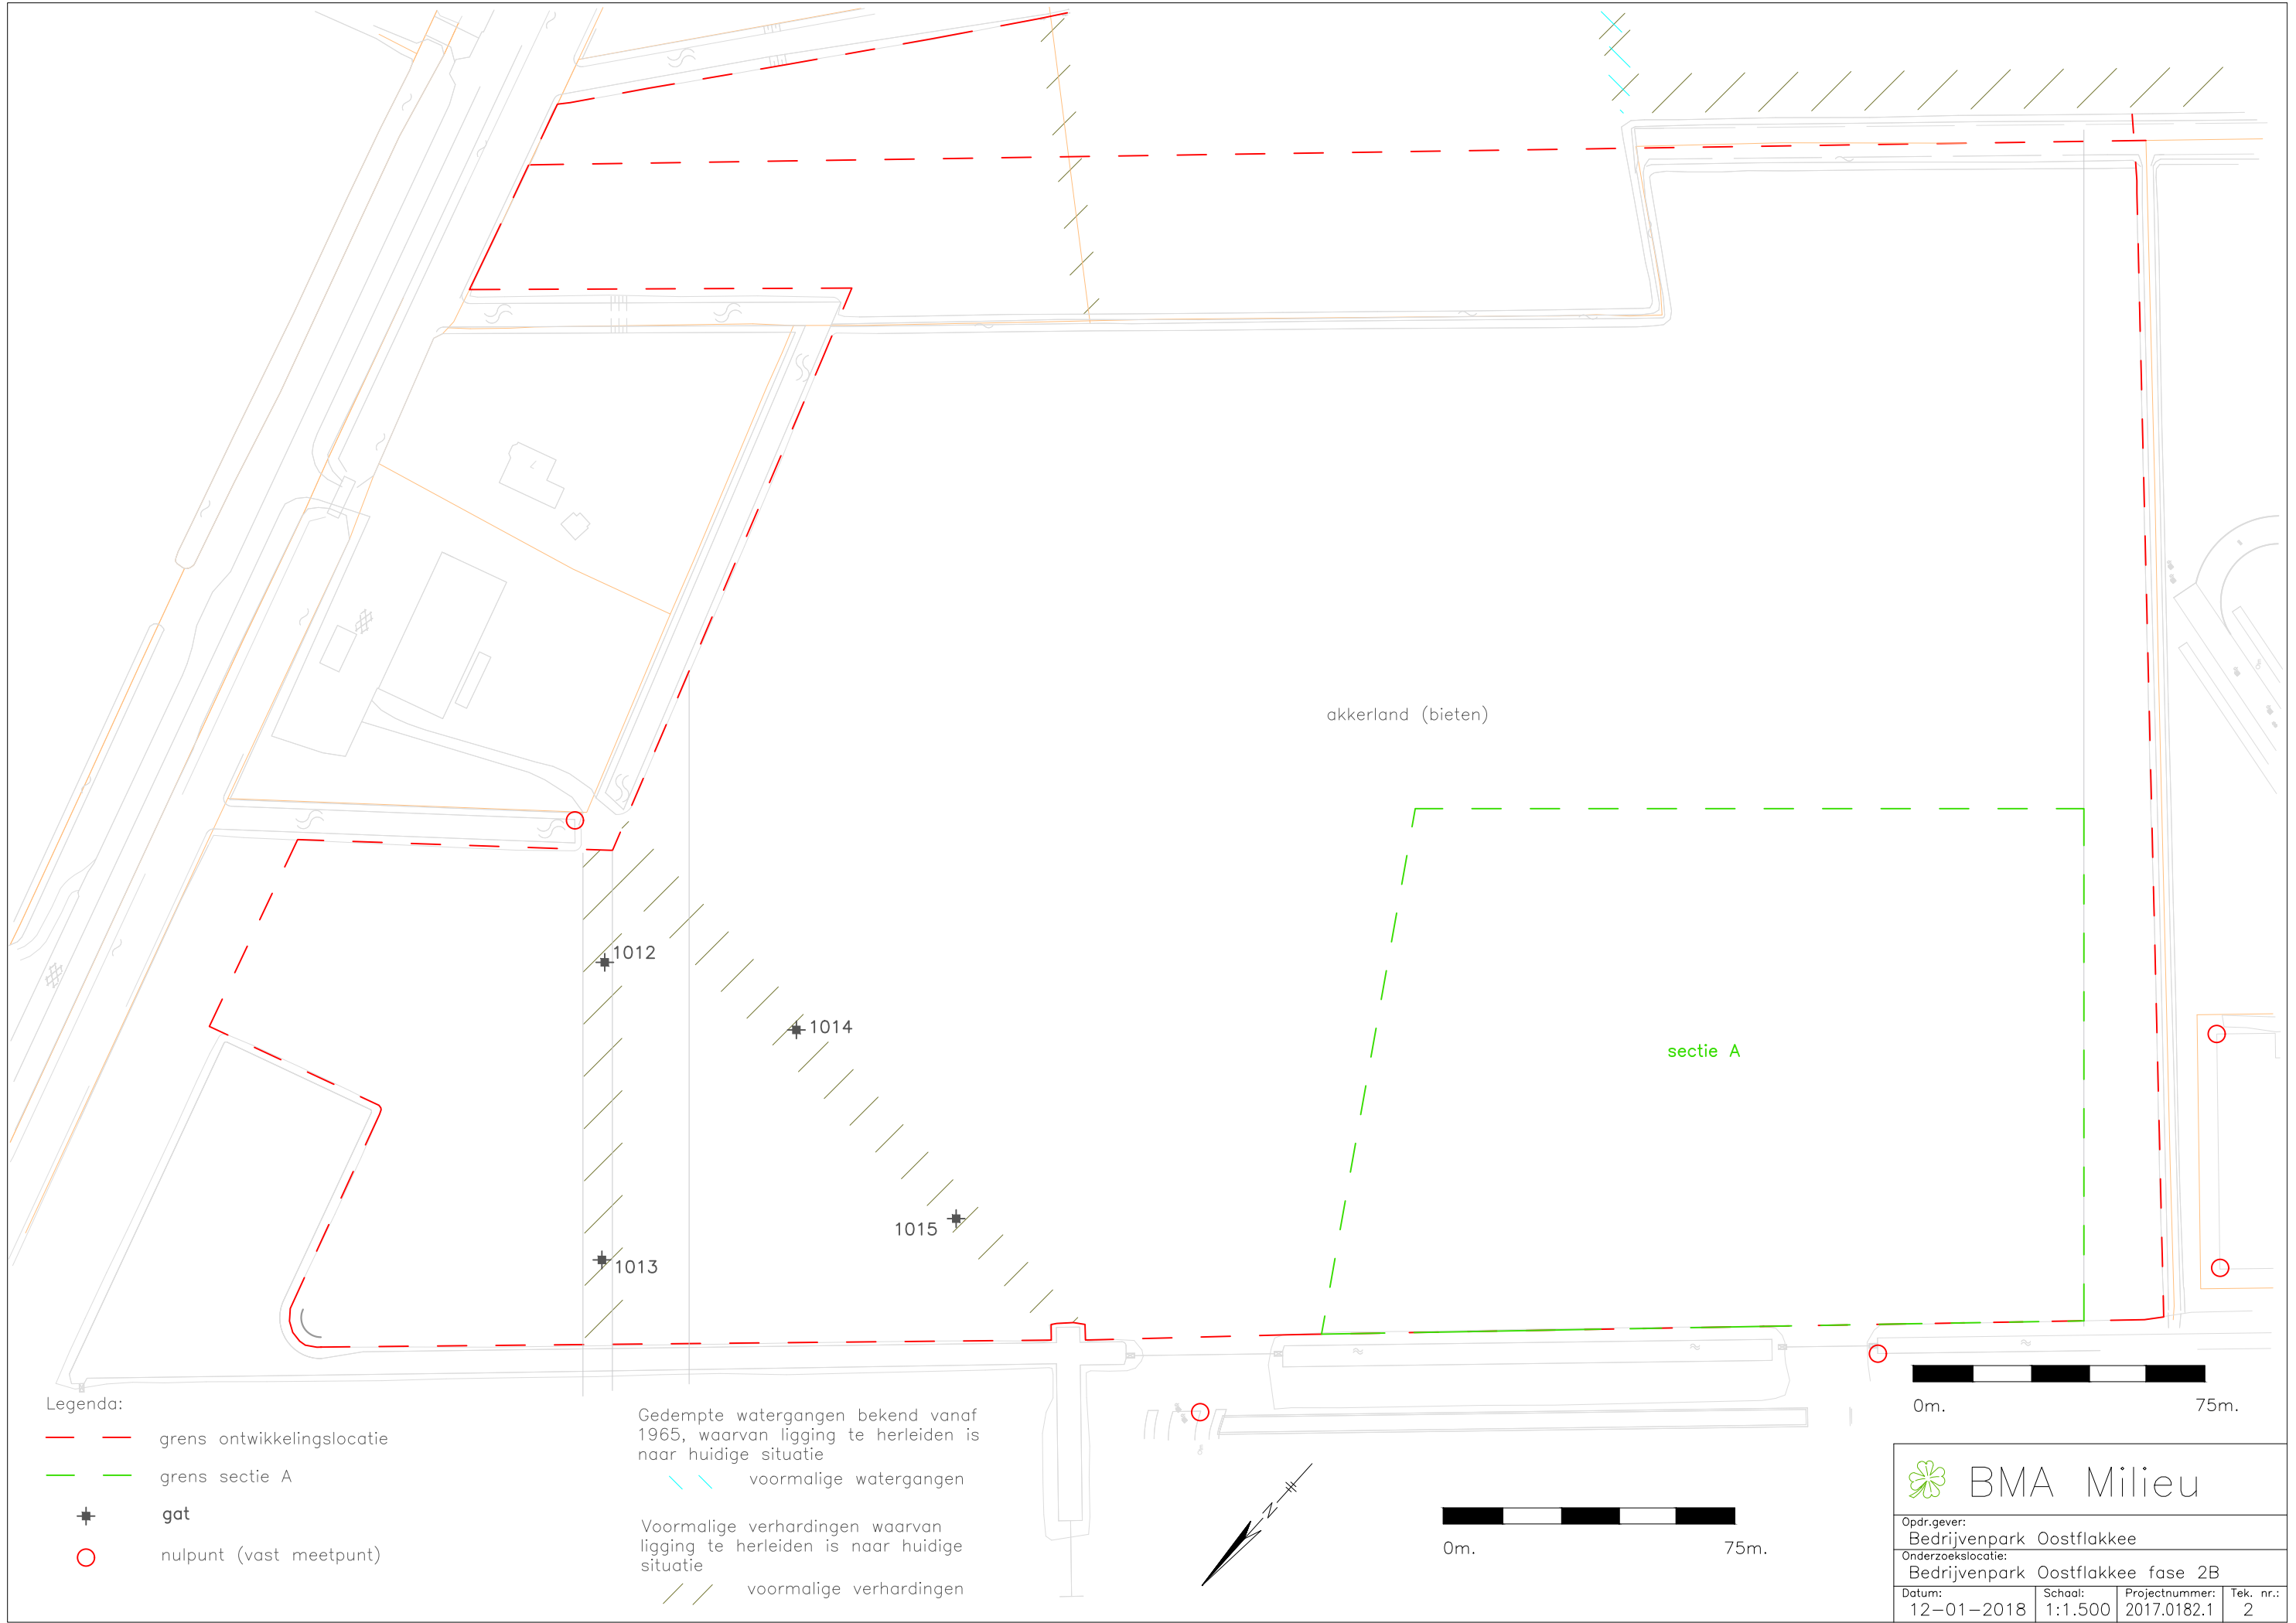 akkerland (bieten)
1012
1014
sectie A
1015
1013
Legenda:
grens ontwikkelingslocatie
grens sectie A
gat
nulpunt (vast meetpunt)
Gedempte watergangen bekend vanaf
1965, waarvan ligging te herleiden is
naar huidige situatie
voormalige watergangen
Voormalige verhardingen waarvan
ligging te herleiden is naar huidige
situatie
voormalige verhardingen
N
0m. 75m.
0m. 75m.
BMA Milieu
Opdr.gever:
Bedrijvenpark Oostflakkee
Onderzoekslocatie:
Bedrijvenpark Oostflakkee fase 2B
Datum: Schaal: Projectnummer: Tek. nr.:
12-01-2018 1:1.500 2017.0182.1 2